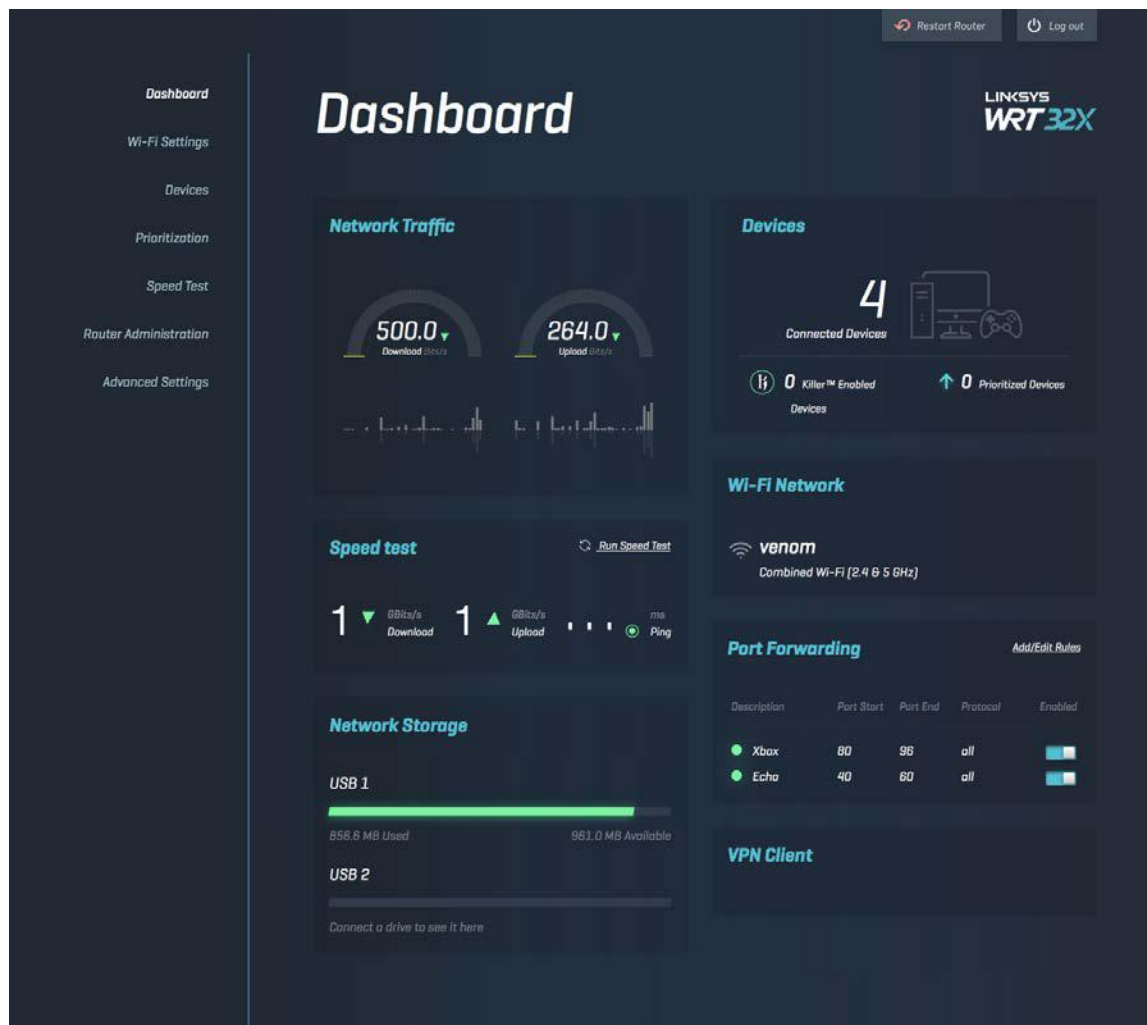 Restart Router
Log out
Dashboard
Wi-Fi Settings
Devices
Prioritization
Speed Test
Router Administration
Advanced Settings
Dashboard
LINKSYS
WRT 32X
Network Traffic
500.0
Download Bits/s
264.0
Upload Bits/s
Devices
4
Connected Devices
0 Killer™ Enabled
Devices
0 Prioritized Devices
Wi-Fi Network
venom
Combined Wi-Fi (2.4 & 5 GHz)
Speed test
Run Speed Test
1 GBits/s
Download
1 GBits/s
Upload
ms
Ping
Port Forwarding
Add/Edit Rules
Description Port Start Port End Protocol Enabled
Xbox 80 96 all
Echo 40 60 all
Network Storage
USB 1
856.6 MB Used 961.0 MB Available
USB 2
Connect a drive to see it here
VPN Client